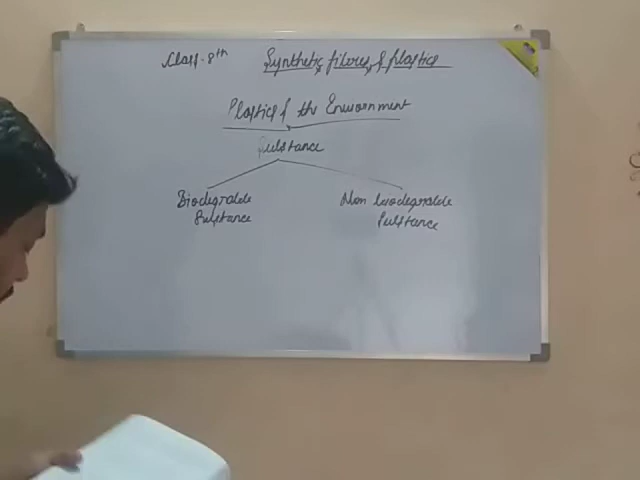 Class-8th Synthetic fibres & plastics
Plastics & the Environment
Substance
Biodegradable Non biodegradable
Substance Substance